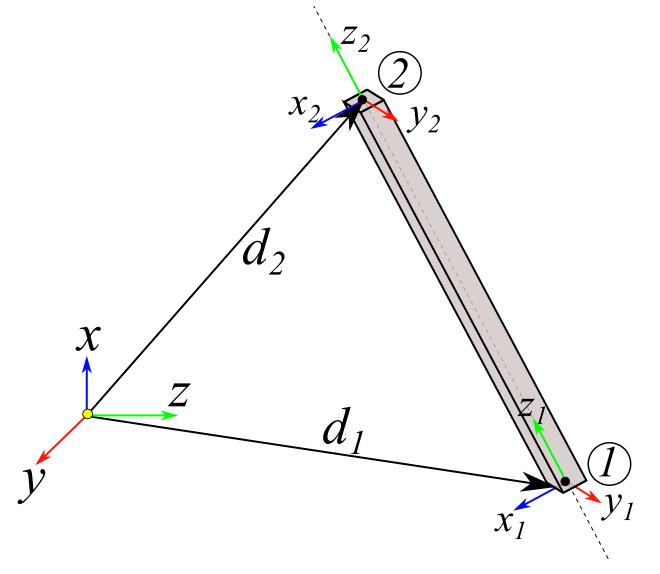 z₂
②
x₂
y₂
d₂
x
z
d₁
y
z₁
①
x₁
y₁